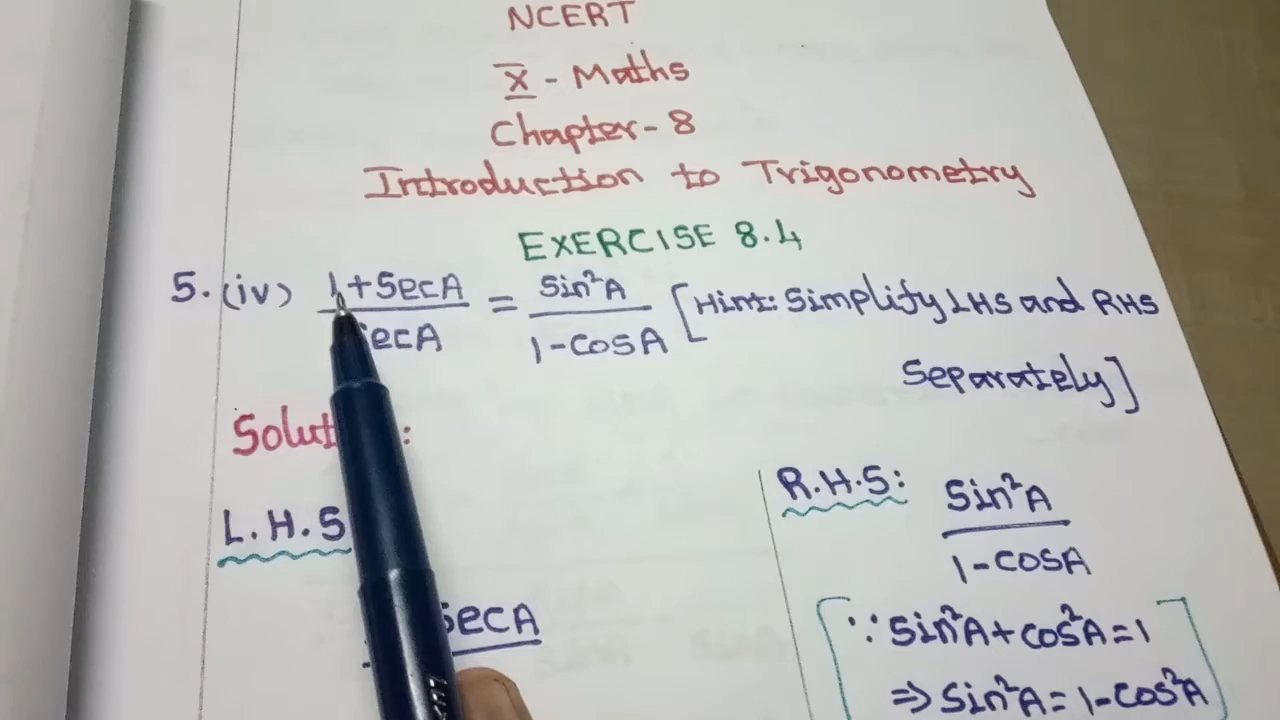 NCERT
X - Maths
Chapter-8
Introduction to Trigonometry
EXERCISE 8.4
5. (iv) 1+SecA / SecA = Sin²A / 1-COSA [Hint: Simplify LHS and RHS
Separately]
L.H.S
SecA
R.H.S: Sin²A / 1-COSA
∵ Sin²A + COS²A = 1
⇒ Sin²A = 1-COS²A